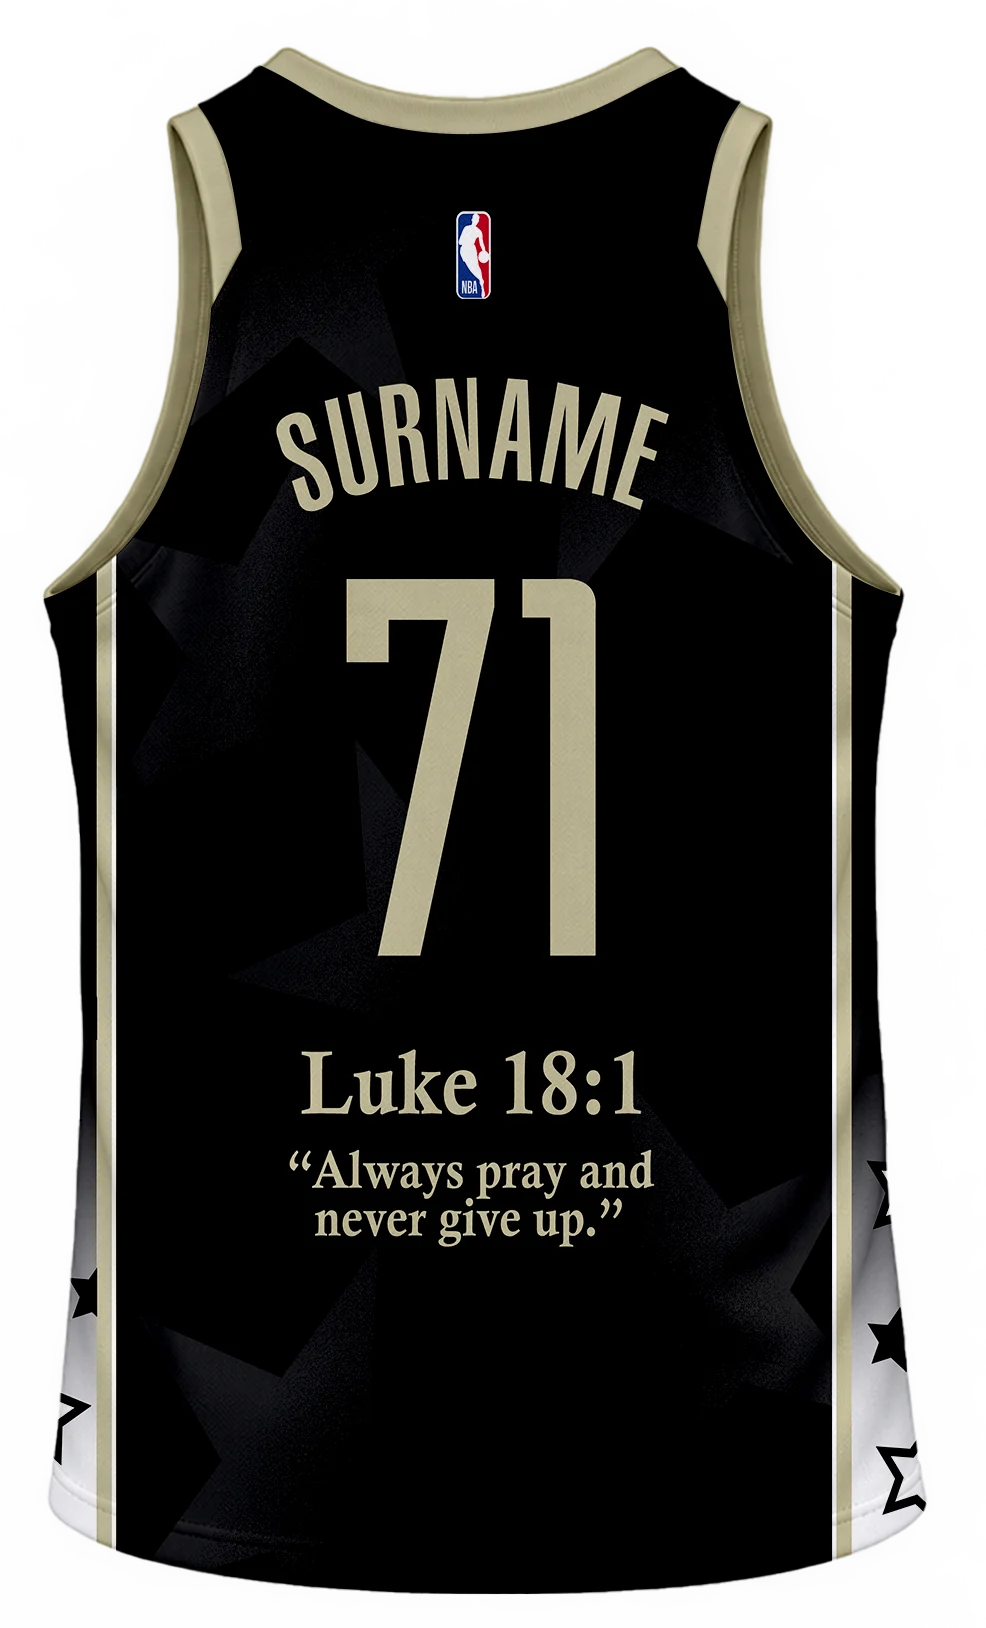 NBA
SURNAME
71
Luke 18:1
“Always pray and
never give up.”